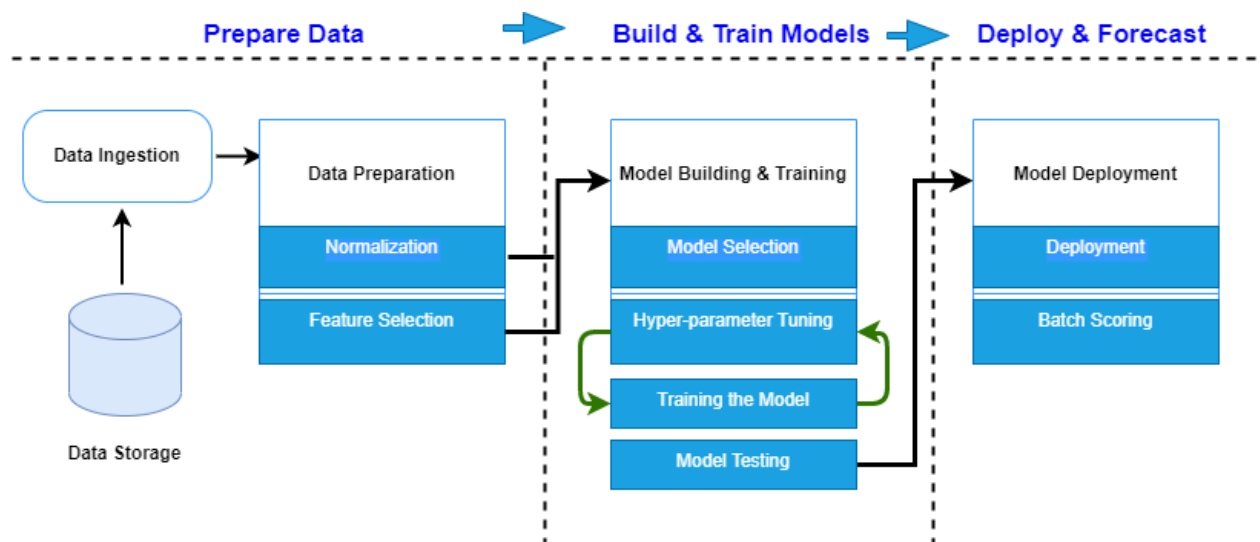 Prepare Data
Build & Train Models
Deploy & Forecast
Data Ingestion
Data Storage
Data Preparation
Normalization
Feature Selection
Model Building & Training
Model Selection
Hyper-parameter Tuning
Training the Model
Model Testing
Model Deployment
Deployment
Batch Scoring